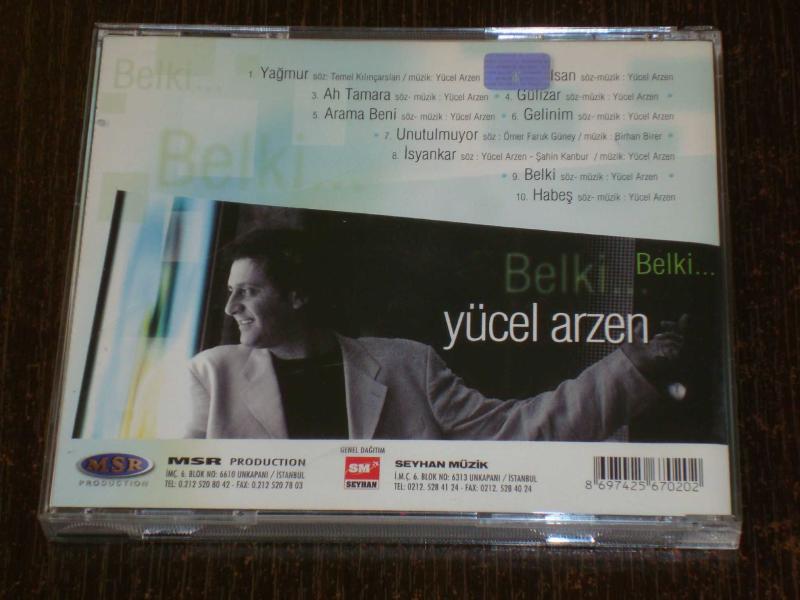 Belki...
Belki...
1. Yağmur söz: Temel Kılınçarslan / müzik: Yücel Arzen
lsan söz-müzik : Yücel Arzen
3. Ah Tamara söz-müzik : Yücel Arzen • 4. Gülizar söz-müzik : Yücel Arzen
5. Arama Beni söz-müzik : Yücel Arzen • 6. Gelinim söz-müzik : Yücel Arzen
• 7. Unutulmuyor söz : Ömer Faruk Güney / müzik : Birhan Birer •
8. İsyankar söz : Yücel Arzen - Şahin Kanbur / müzik: Yücel Arzen
• 9. Belki söz- müzik : Yücel Arzen •
10. Habeş söz- müzik : Yücel Arzen
Belki...
Belki...
yücel arzen
MSR
PRODUCTION
MSR PRODUCTION
İMÇ. 6. BLOK NO: 6610 UNKAPANI / İSTANBUL
TEL: 0.212 520 80 42 - FAX: 0.212 520 78 03
GENEL DAĞITIM
SM
SEYHAN
SEYHAN MÜZİK
İ.M.Ç. 6. BLOK NO: 6313 UNKAPANI / İSTANBUL
TEL: 0212. 528 41 24 - FAX: 0212. 528 40 24
8 697425 670202